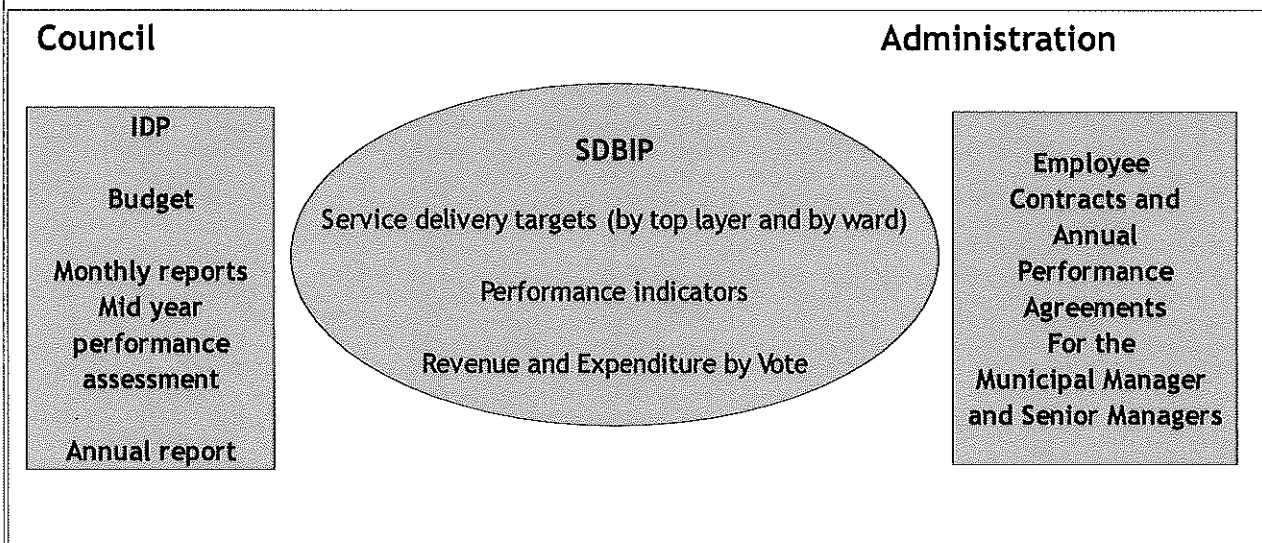 Council
Administration
IDP
Budget
Monthly reports
Mid year
performance
assessment
Annual report
SDBIP
Service delivery targets (by top layer and by ward)
Performance indicators
Revenue and Expenditure by Vote
Employee
Contracts and
Annual
Performance
Agreements
For the
Municipal Manager
and Senior Managers